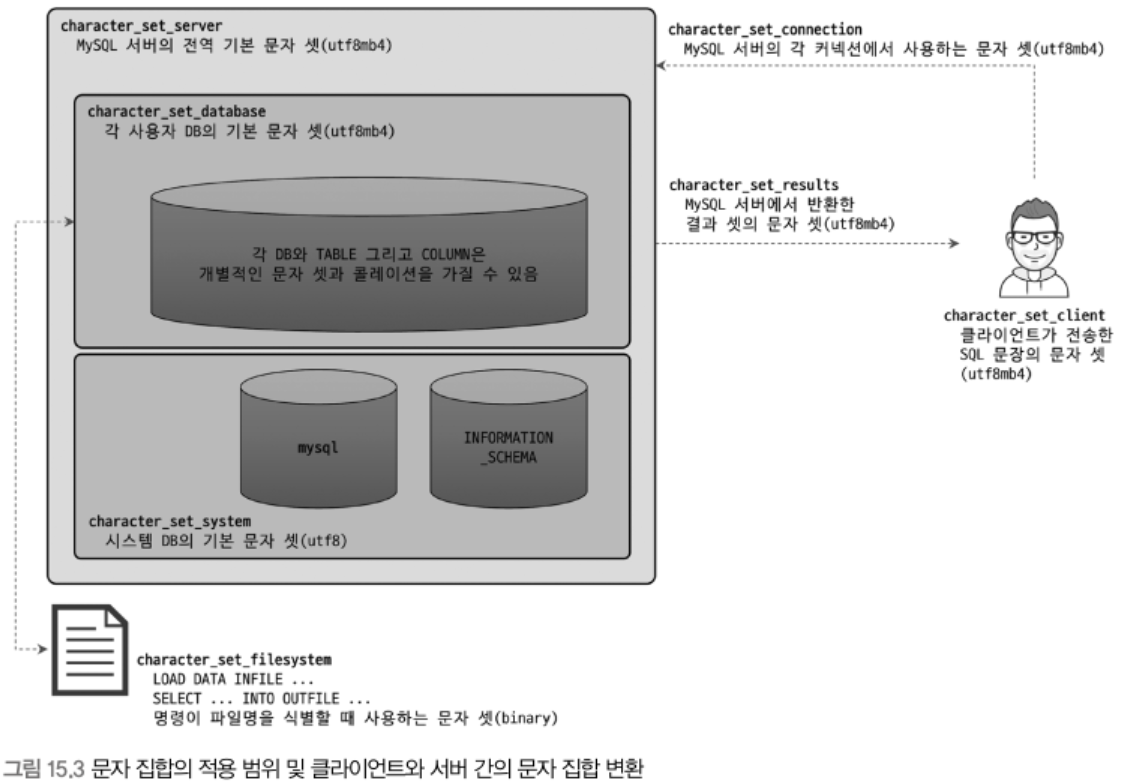 character_set_server
MySQL 서버의 전역 기본 문자 셋(utf8mb4)
character_set_database
각 사용자 DB의 기본 문자 셋(utf8mb4)
각 DB와 TABLE 그리고 COLUMN은
개별적인 문자 셋과 콜레이션을 가질 수 있음
mysql
INFORMATION
_SCHEMA
character_set_system
시스템 DB의 기본 문자 셋(utf8)
character_set_connection
MySQL 서버의 각 커넥션에서 사용하는 문자 셋(utf8mb4)
character_set_results
MySQL 서버에서 반환한
결과 셋의 문자 셋(utf8mb4)
character_set_client
클라이언트가 전송한
SQL 문장의 문자 셋
(utf8mb4)
character_set_filesystem
LOAD DATA INFILE ...
SELECT ... INTO OUTFILE ...
명령이 파일명을 식별할 때 사용하는 문자 셋(binary)
그림 15.3 문자 집합의 적용 범위 및 클라이언트와 서버 간의 문자 집합 변환